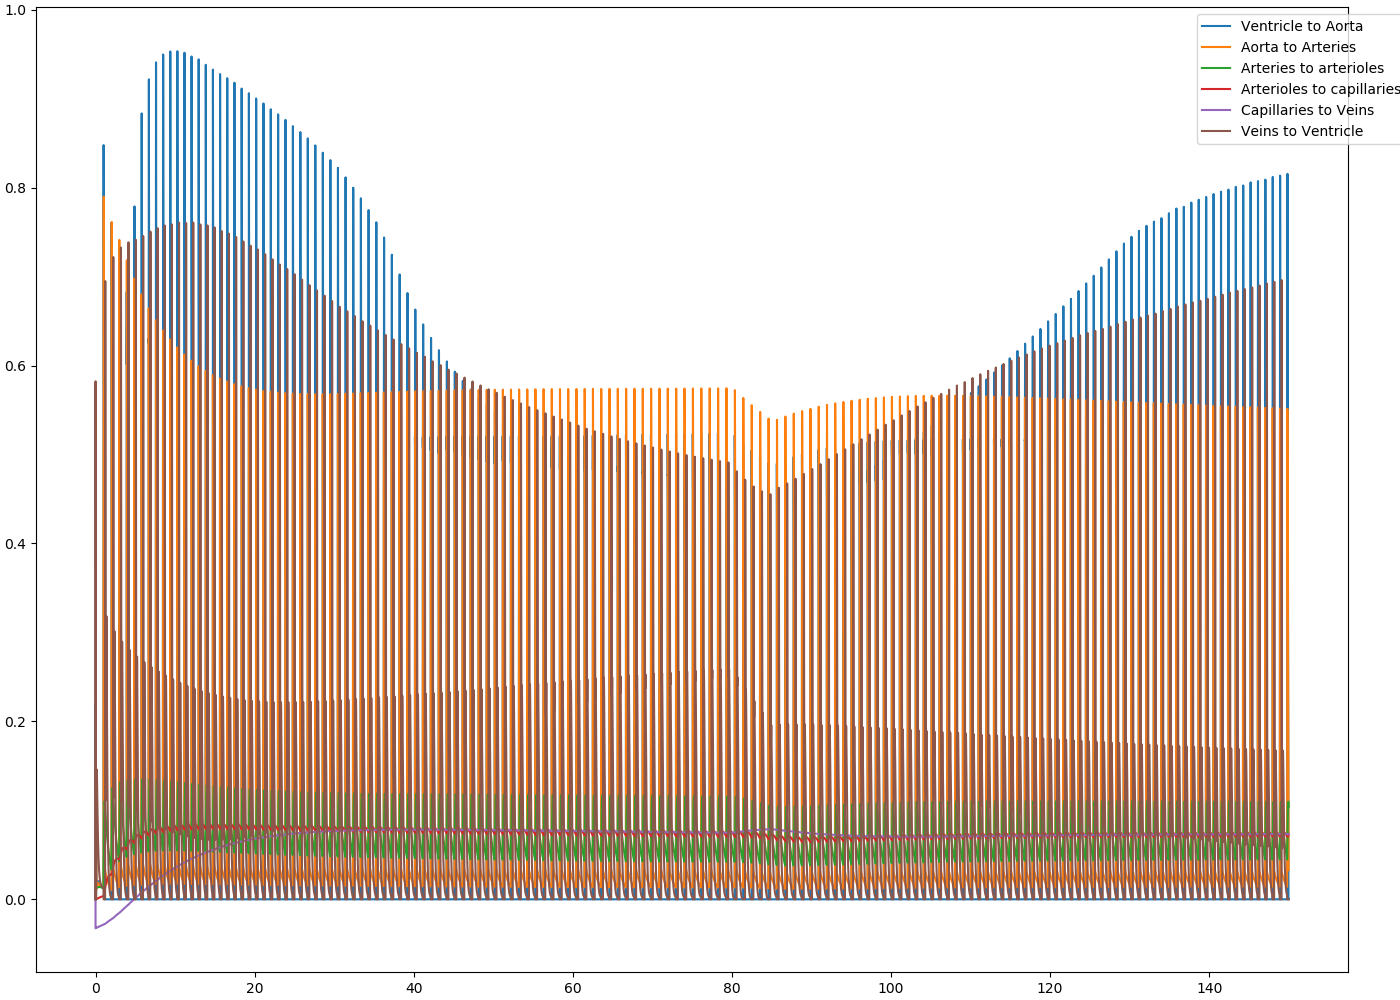 1.0
0.8
0.6
0.4
0.2
0.0
0 20 40 60 80 100 120 140
Ventricle to Aorta
Aorta to Arteries
Arteries to arterioles
Arterioles to capillaries
Capillaries to Veins
Veins to Ventricle